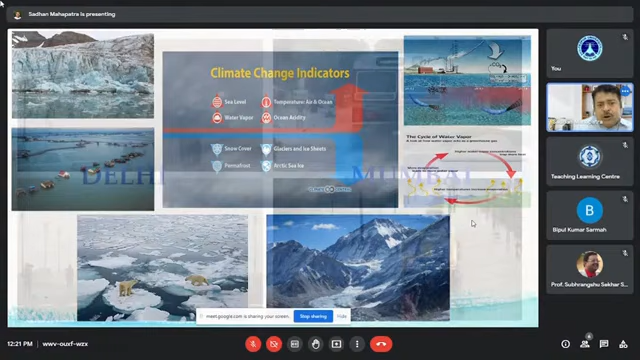 Sadhan Mahapatra is presenting
Climate Change Indicators
Sea Level
Temperature: Air & Ocean
Water Vapor
Ocean Acidity
Snow Cover
Glaciers and Ice Sheets
Permafrost
Arctic Sea Ice
The Cycle of Water Vapor
DELHI
MUMBAI
You
Teaching Learning Centre
B
Bipul Kumar Sarmah
Prof. Subhrangshu Sekhar S...
meet.google.com is sharing your screen.
Stop sharing
Hide
12:21 PM
wwv-ouxf-wzx